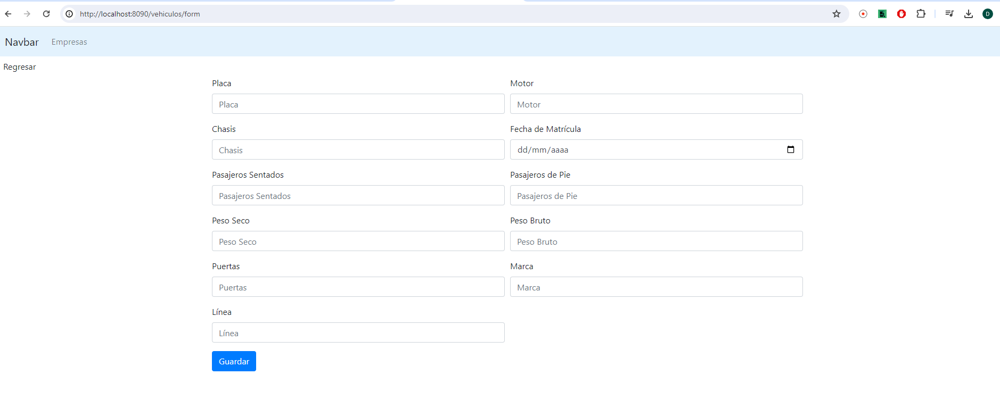 http://localhost:8090/vehiculos/form
D
Navbar Empresas
Regresar
Placa Motor
Placa Motor
Chasis Fecha de Matrícula
Chasis dd/mm/aaaa
Pasajeros Sentados Pasajeros de Pie
Pasajeros Sentados Pasajeros de Pie
Peso Seco Peso Bruto
Peso Seco Peso Bruto
Puertas Marca
Puertas Marca
Línea
Línea
Guardar